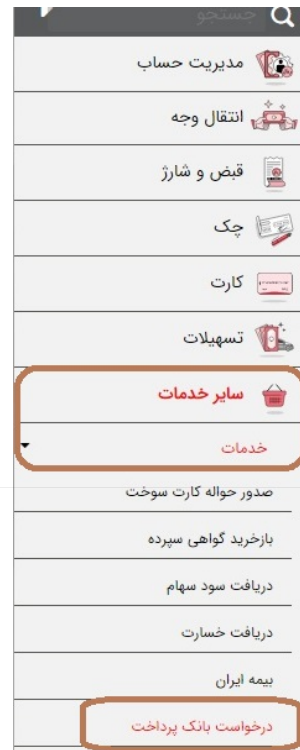 جستجو
مدیریت حساب
انتقال وجه
قبض و شارژ
چک
کارت
تسهیلات
سایر خدمات
خدمات
صدور حواله کارت سوخت
بازخرید گواهی سپرده
دریافت سود سهام
دریافت خسارت
بیمه ایران
درخواست بانک پرداخت